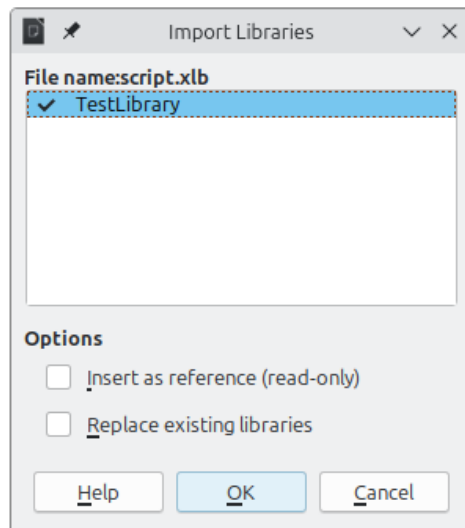 Import Libraries
File name:script.xlb
TestLibrary
Options
Insert as reference (read-only)
Replace existing libraries
Help
OK
Cancel